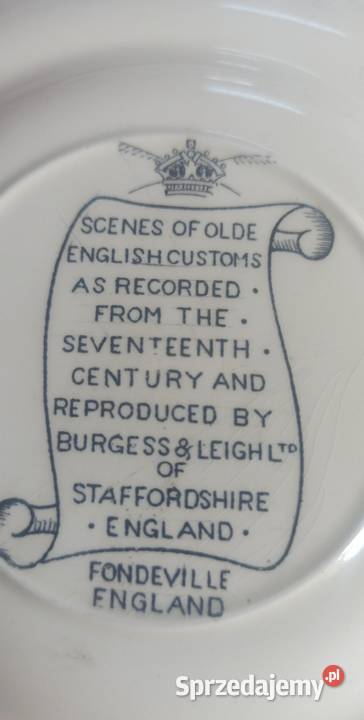 SCENES OF OLDE
ENGLISH CUSTOMS
AS RECORDED ·
FROM THE ·
SEVENTEENTH ·
CENTURY AND
REPRODUCED BY
BURGESS & LEIGH LTD
OF
STAFFORDSHIRE
· ENGLAND ·
FONDEVILLE
ENGLAND
Sprzedajemy.pl